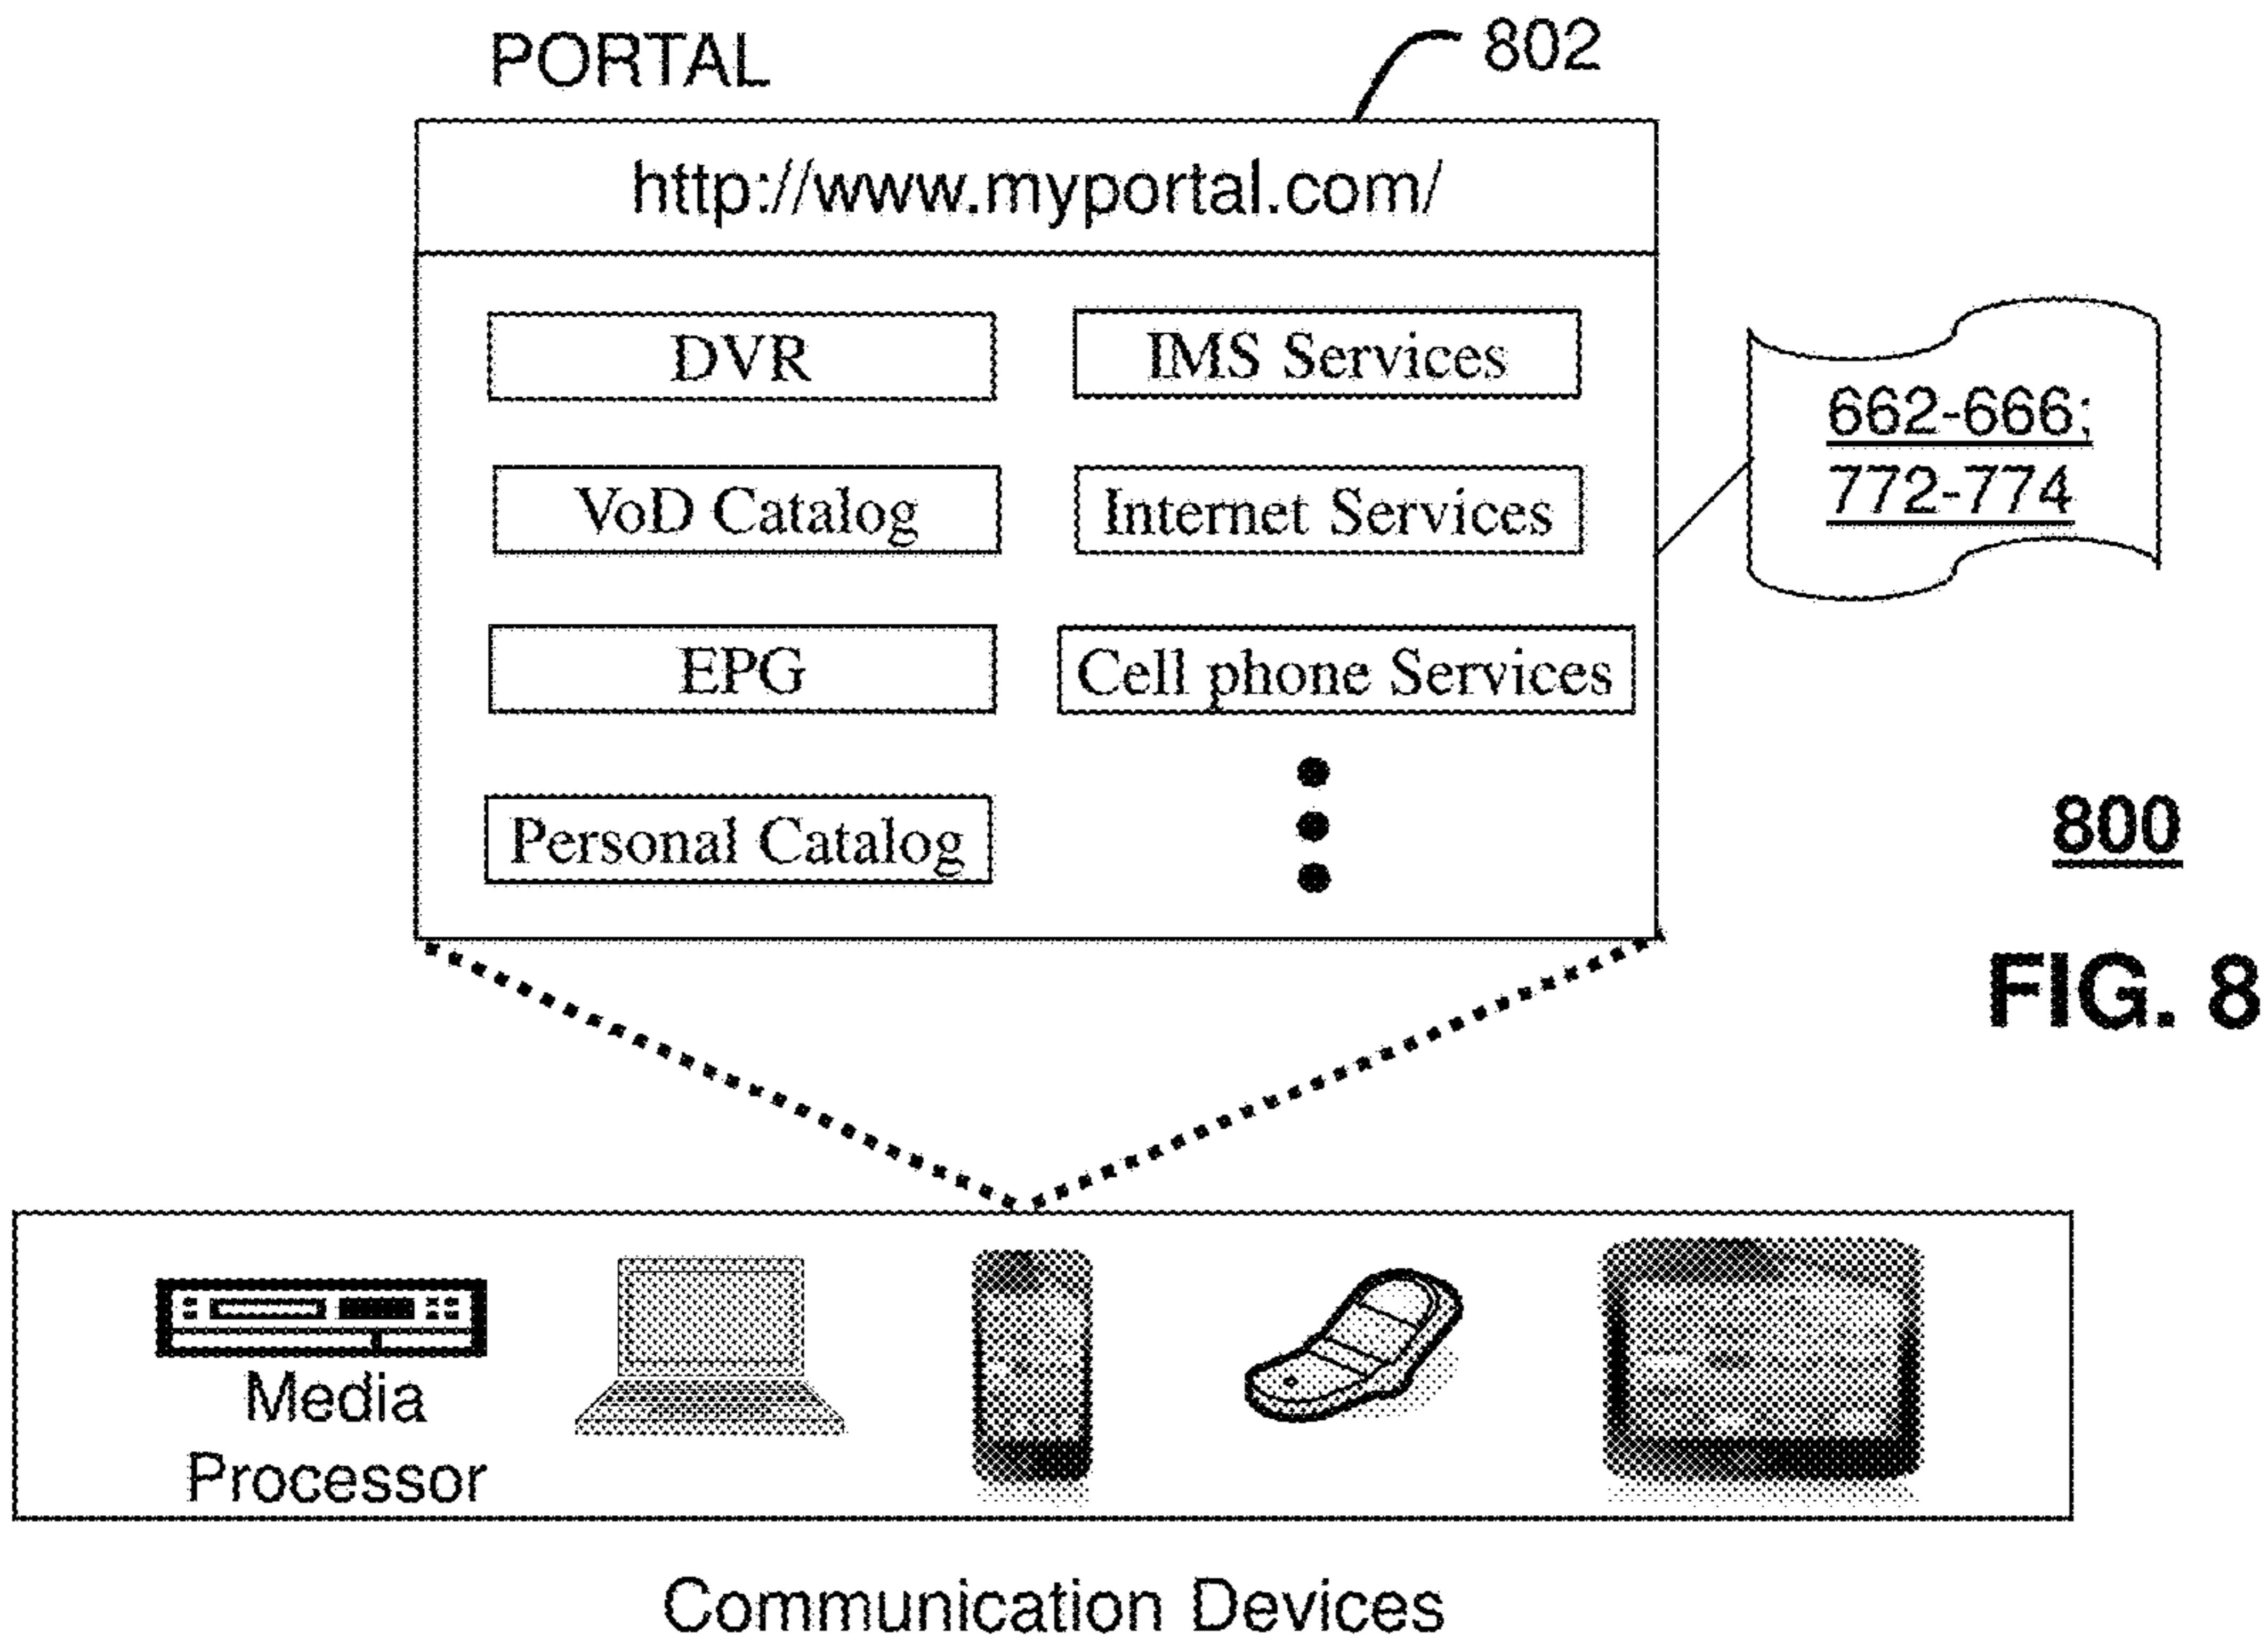 PORTAL
802
http://www.myportal.com/
DVR
IMS Services
VoD Catalog
Internet Services
EPG
Cell phone Services
Personal Catalog
662-666;
772-774
800
FIG. 8
Media
Processor
Communication Devices